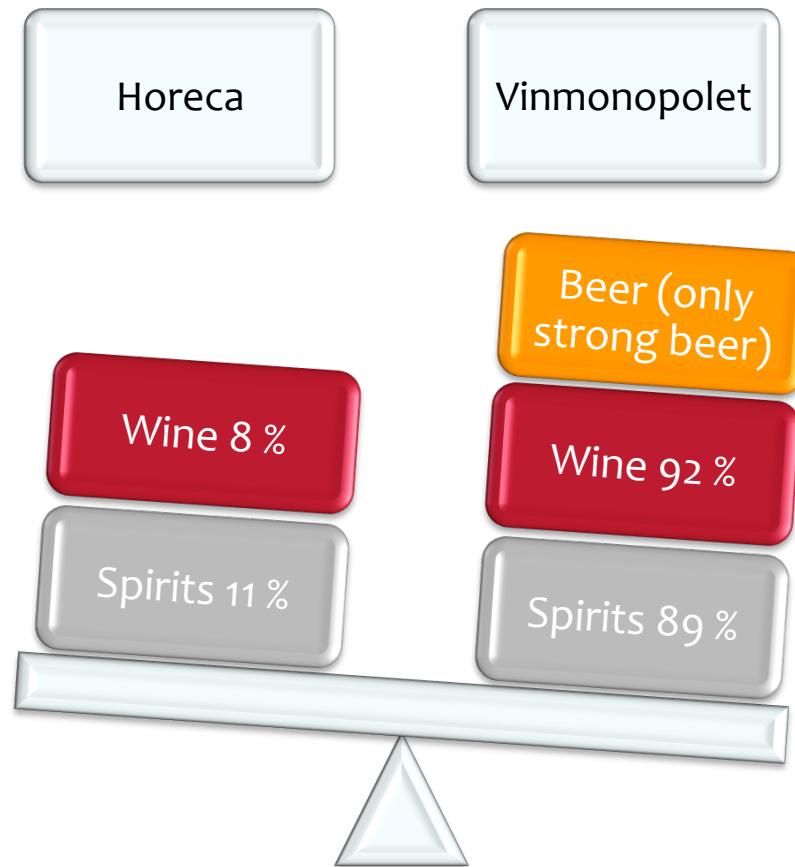 Horeca
Vinmonopolet
Beer (only
strong beer)
Wine 8 %
Wine 92 %
Spirits 11 %
Spirits 89 %